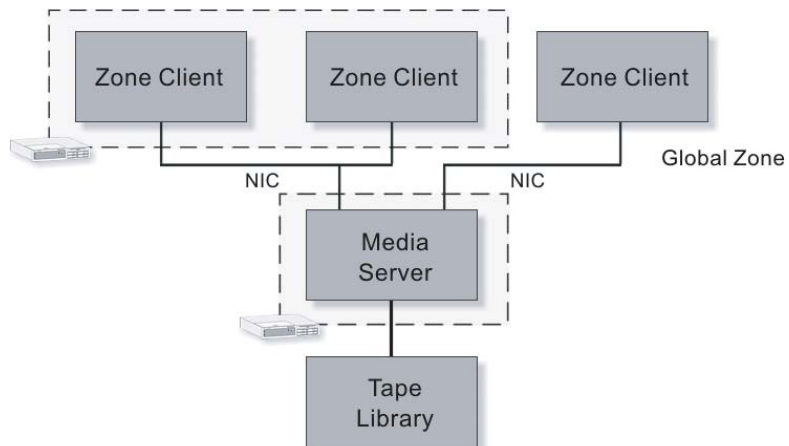 Zone Client
Zone Client
Zone Client
Global Zone
NIC
NIC
Media
Server
Tape
Library